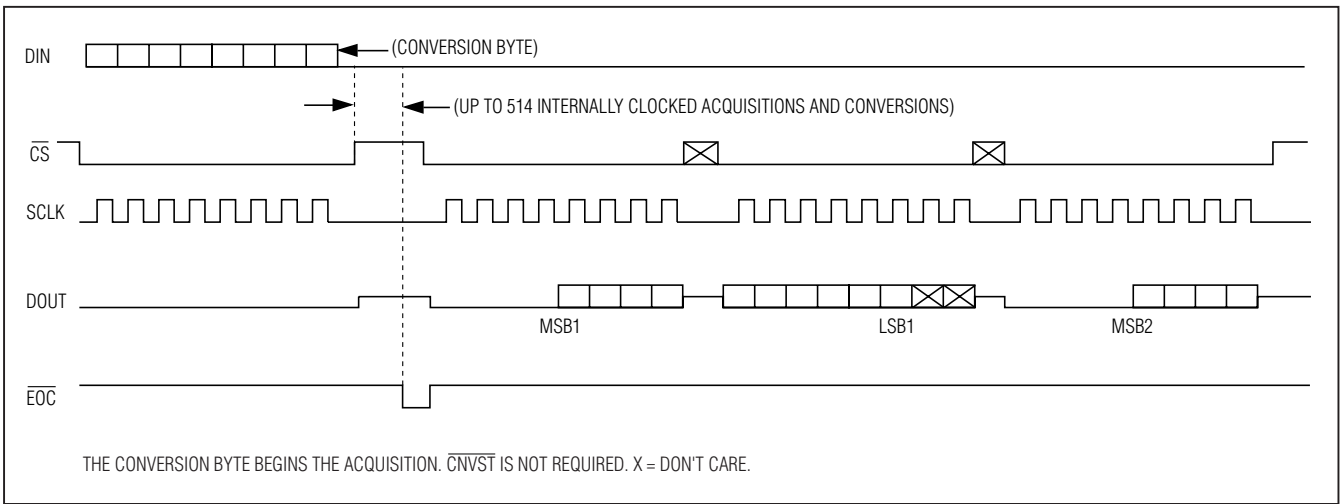 DIN
(CONVERSION BYTE)
(UP TO 514 INTERNALLY CLOCKED ACQUISITIONS AND CONVERSIONS)
CS
SCLK
DOUT
MSB1
LSB1
MSB2
EOC
THE CONVERSION BYTE BEGINS THE ACQUISITION. CNVST IS NOT REQUIRED. X = DON'T CARE.